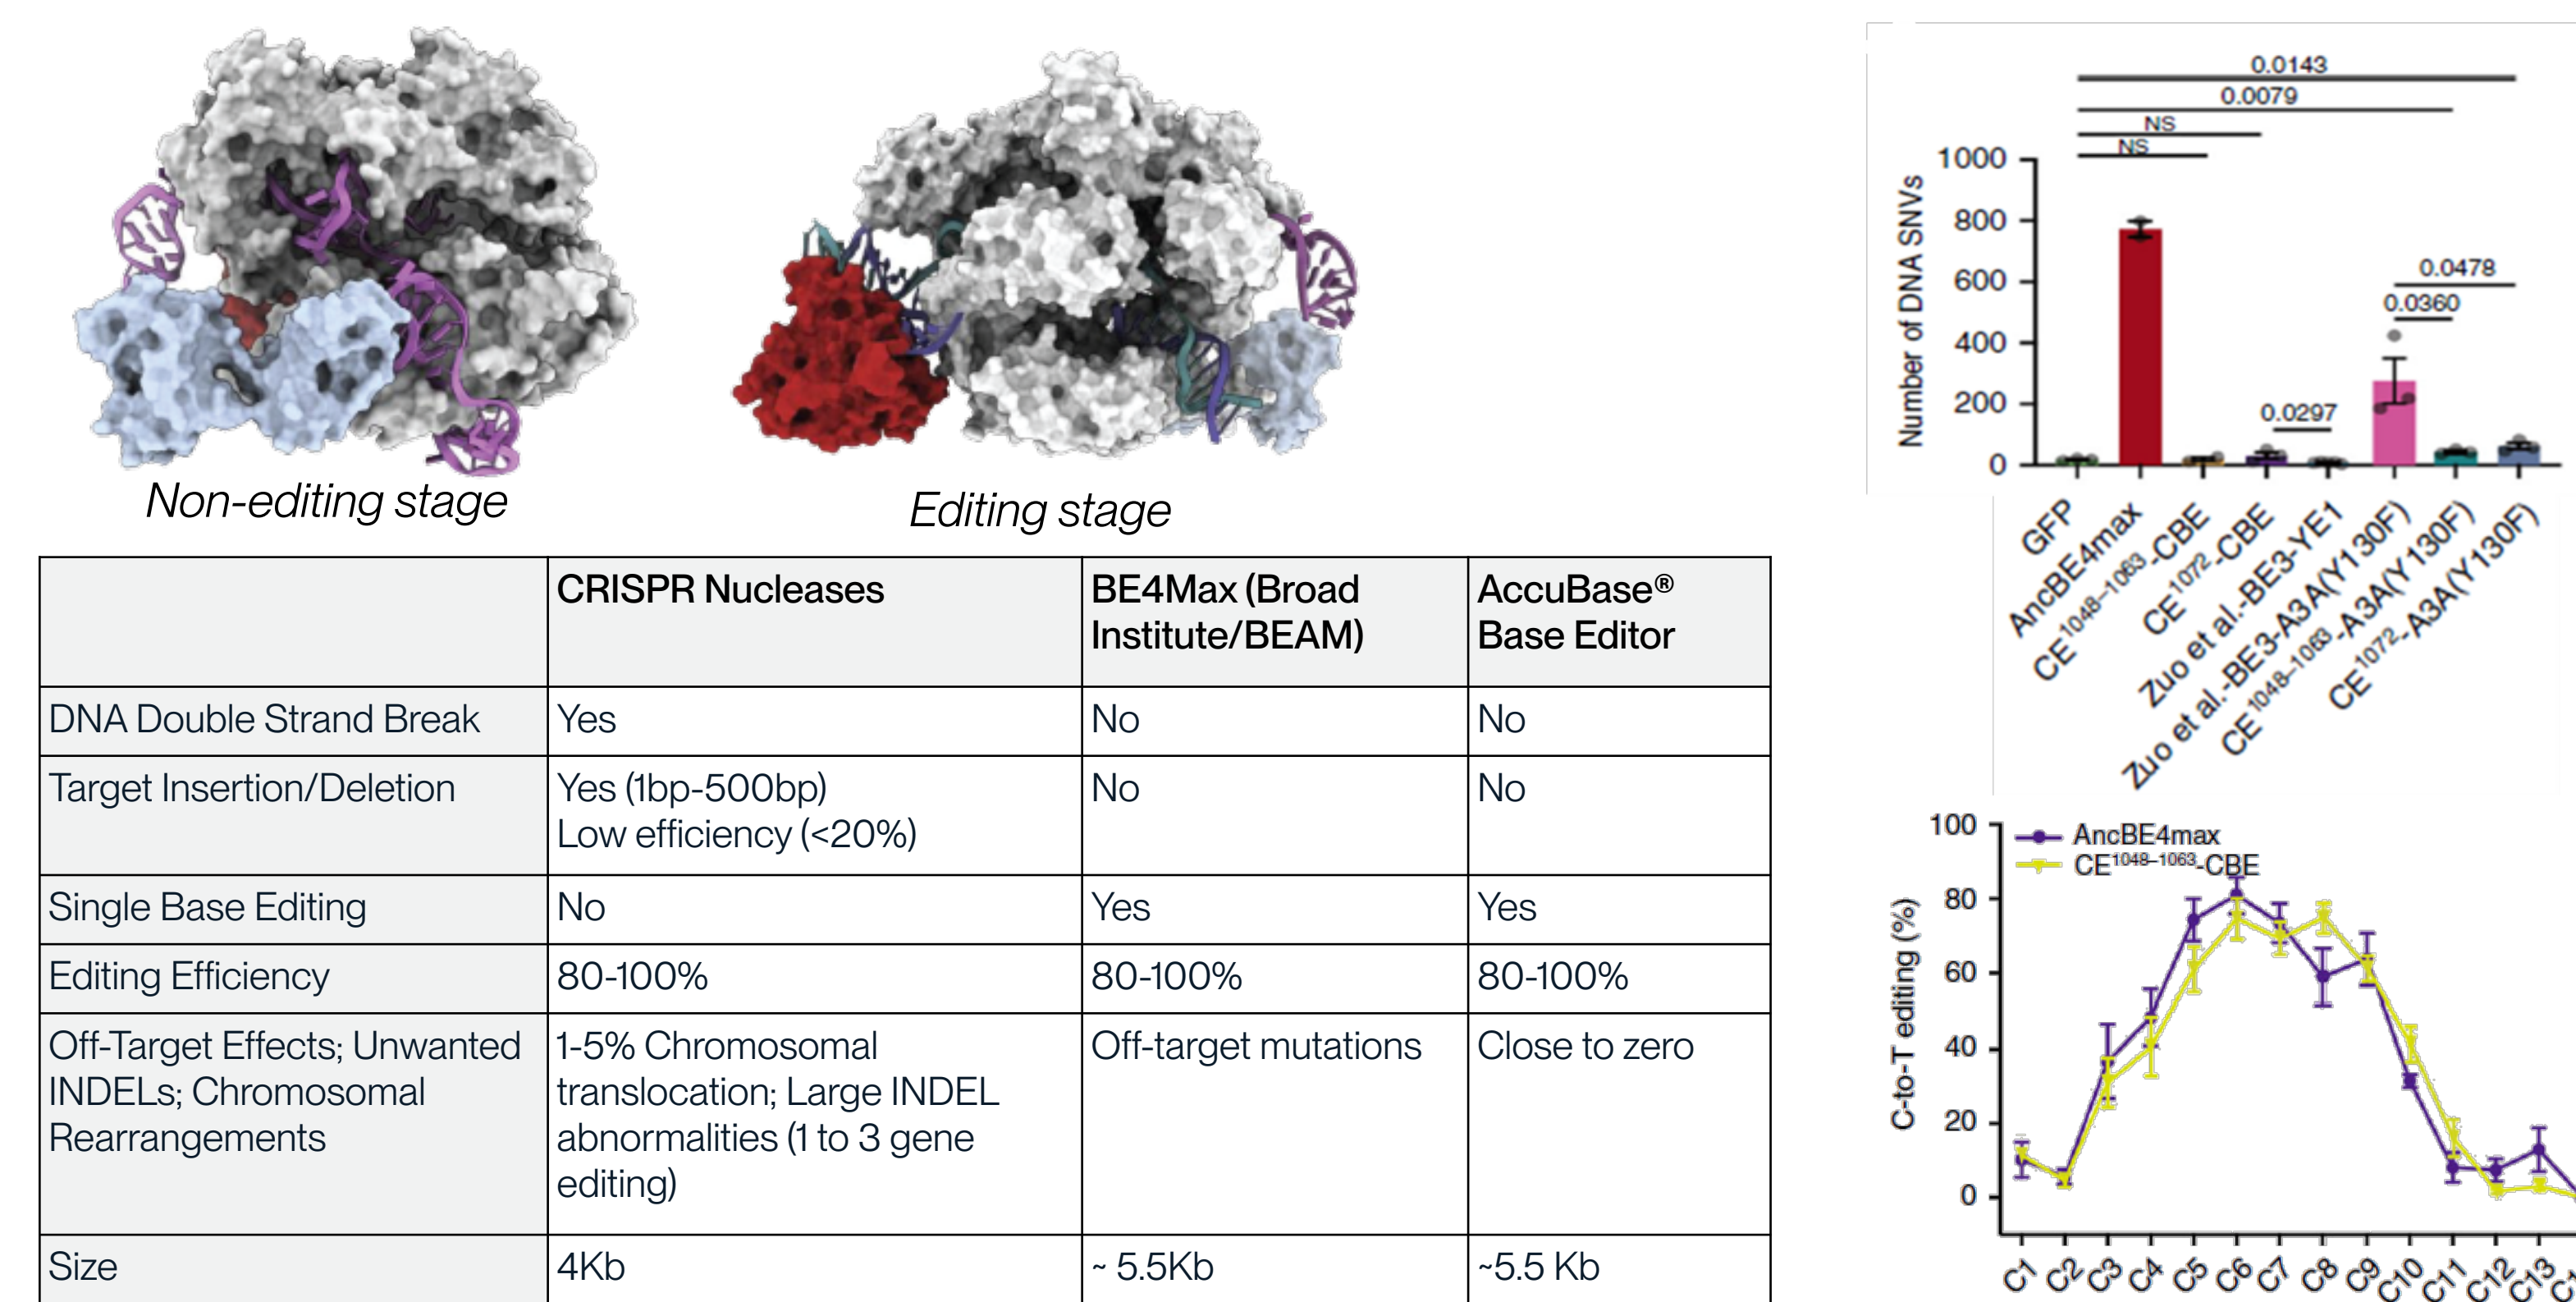 Non-editing stage
Editing stage
CRISPR Nucleases
BE4Max (Broad
Institute/BEAM)
AccuBase®
Base Editor
DNA Double Strand Break
Yes
No
No
Target Insertion/Deletion
Yes (1bp-500bp)
Low efficiency (<20%)
No
No
Single Base Editing
No
Yes
Yes
Editing Efficiency
80-100%
80-100%
80-100%
Off-Target Effects; Unwanted
INDELs; Chromosomal
Rearrangements
1-5% Chromosomal
translocation; Large INDEL
abnormalities (1 to 3 gene
editing)
Off-target mutations
Close to zero
Size
4Kb
~ 5.5Kb
~5.5 Kb
0.0143
0.0079
NS
NS
Number of DNA SNVs
1000
800
600
400
200
0
0.0478
0.0360
0.0297
GFP
AncBE4max
CE1048–1063-CBE
CE1072-CBE
Zuo et al.-BE3-YE1
Zuo et al.-BE3-A3A(Y130F)
CE1048–1063-A3A(Y130F)
CE1072-A3A(Y130F)
C-to-T editing (%)
100
80
60
40
20
0
AncBE4max
CE1048–1063-CBE
C1
C2
C3
C4
C5
C6
C7
C8
C9
C10
C11
C12
C13